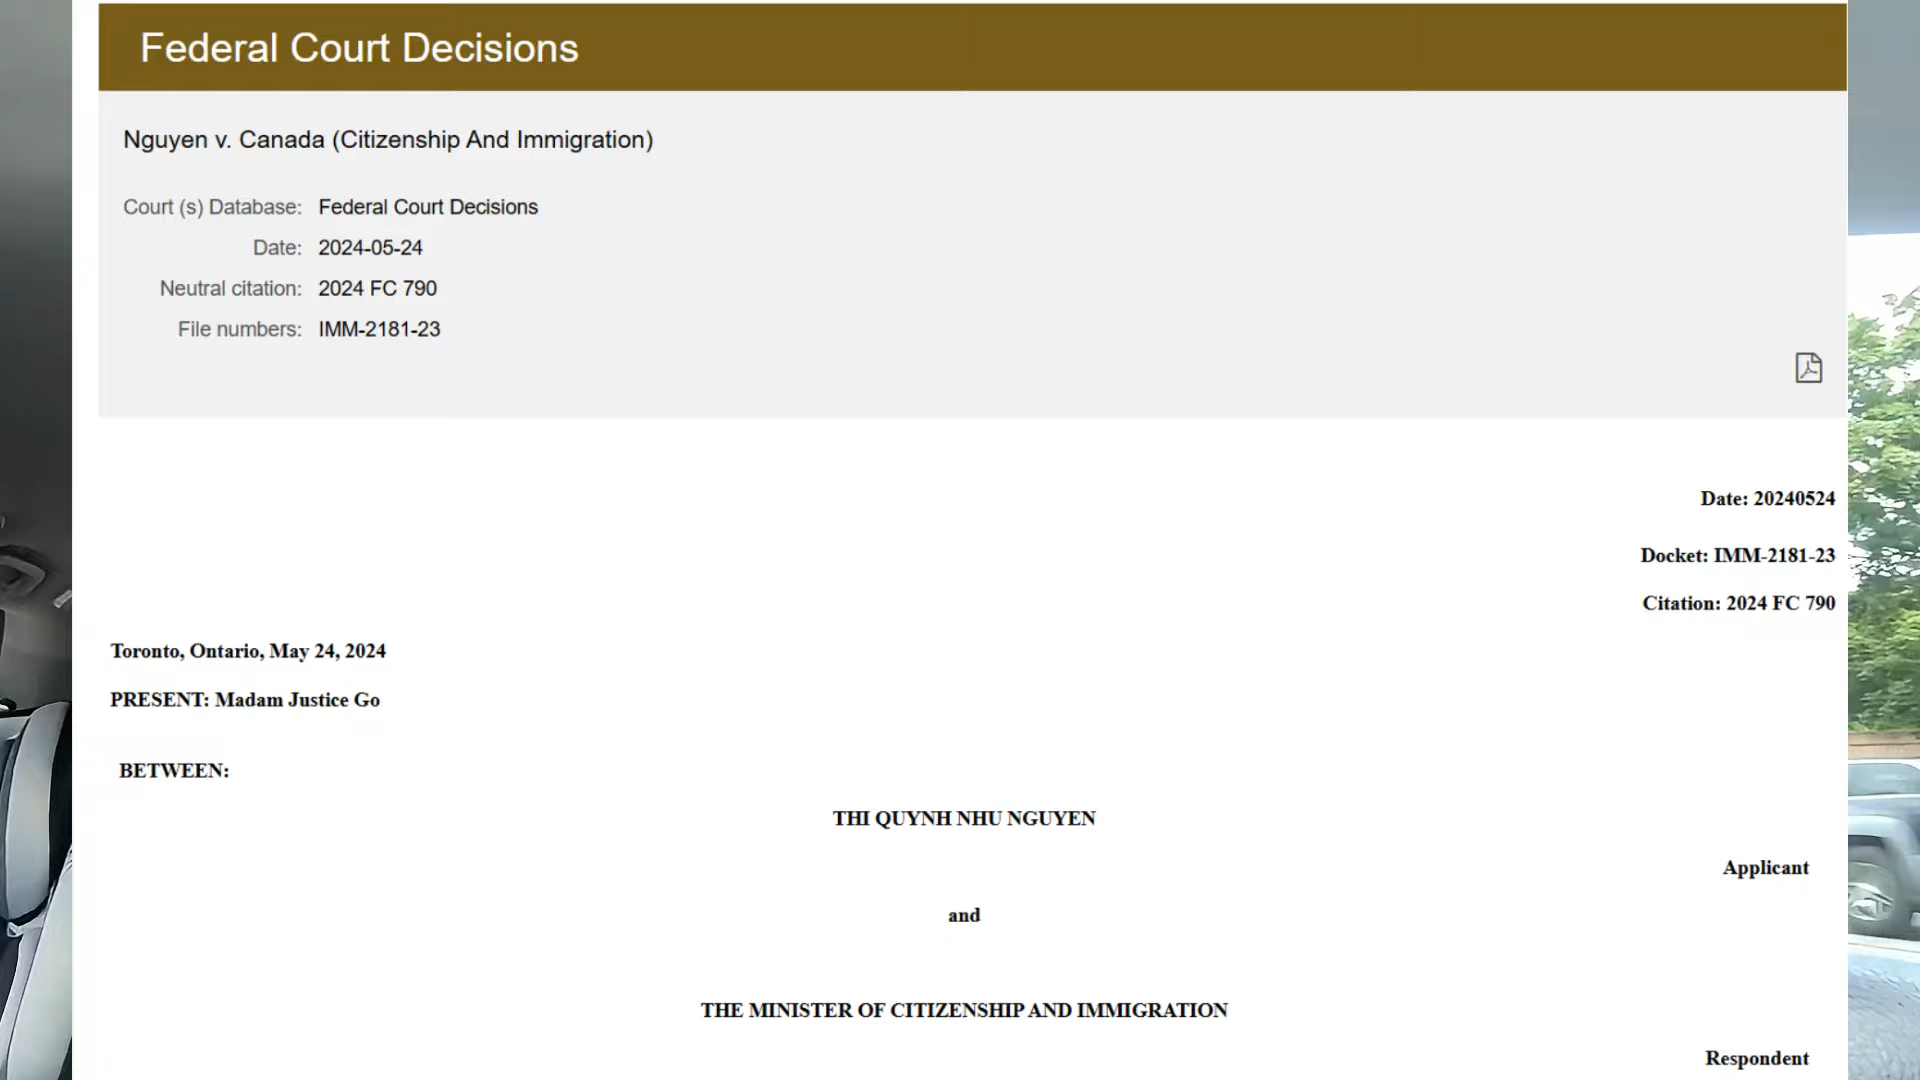 Federal Court Decisions
Nguyen v. Canada (Citizenship And Immigration)
Court (s) Database: Federal Court Decisions
Date: 2024-05-24
Neutral citation: 2024 FC 790
File numbers: IMM-2181-23
Date: 20240524
Docket: IMM-2181-23
Citation: 2024 FC 790
Toronto, Ontario, May 24, 2024
PRESENT: Madam Justice Go
BETWEEN:
THI QUYNH NHU NGUYEN
Applicant
and
THE MINISTER OF CITIZENSHIP AND IMMIGRATION
Respondent